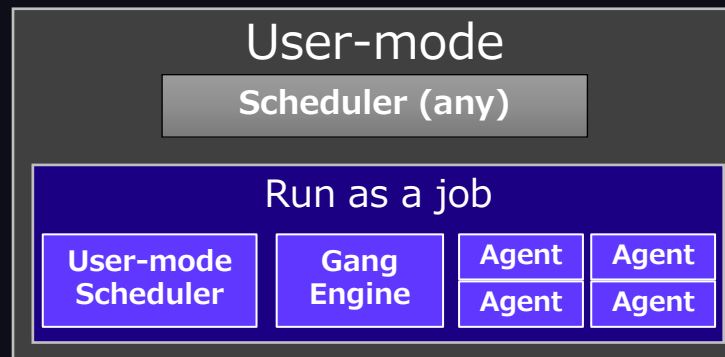 User-mode
Scheduler (any)
Run as a job
User-mode
Scheduler
Gang
Engine
Agent
Agent
Agent
Agent